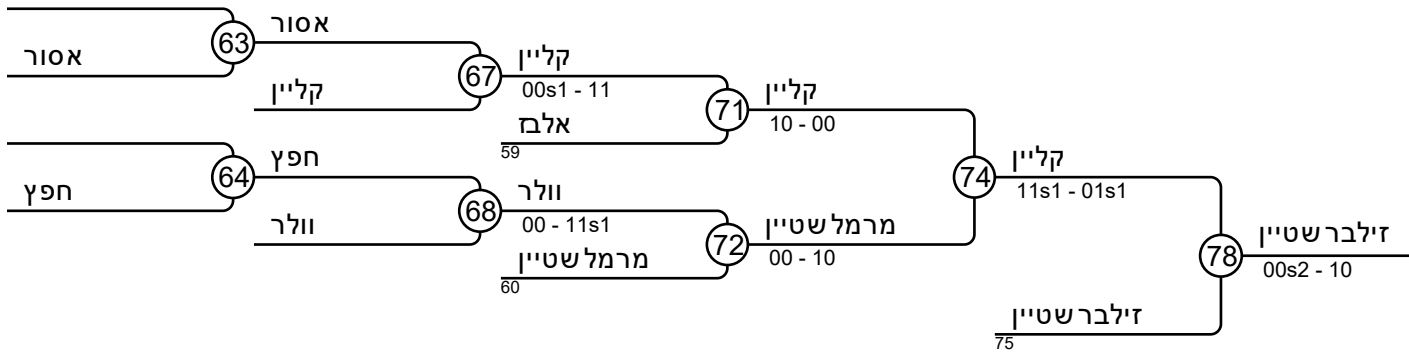 63
אסור
אסור
67
קליין
קליין
00s1 - 11
71
אלבז
59
קליין
10 - 00
64
חפץ
חפץ
68
וולר
וולר
00 - 11s1
72
מרמלשטיין
60
מרמלשטיין
00 - 10
74
קליין
11s1 - 01s1
78
זילברשטיין
75
זילברשטיין
00s2 - 10